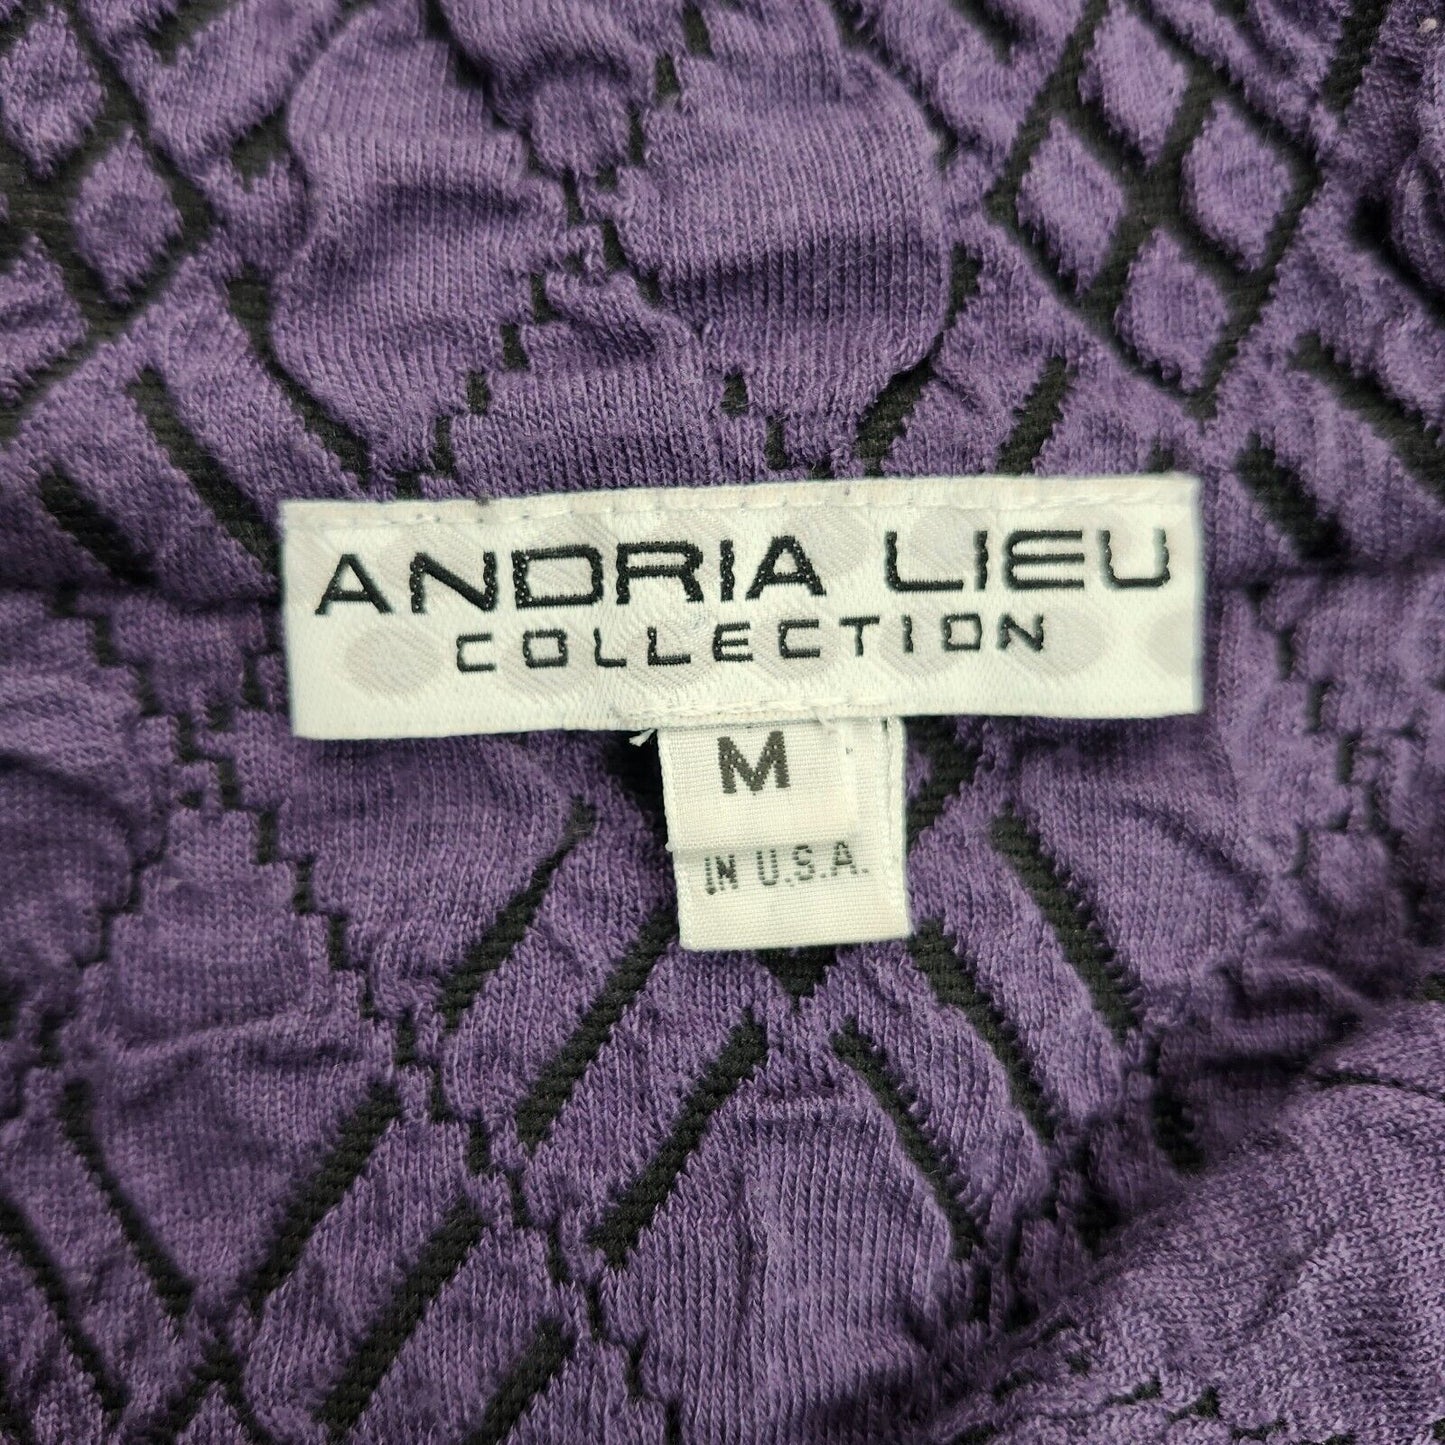 ANDRIA LIEU
COLLECTION
M
IN U.S.A.